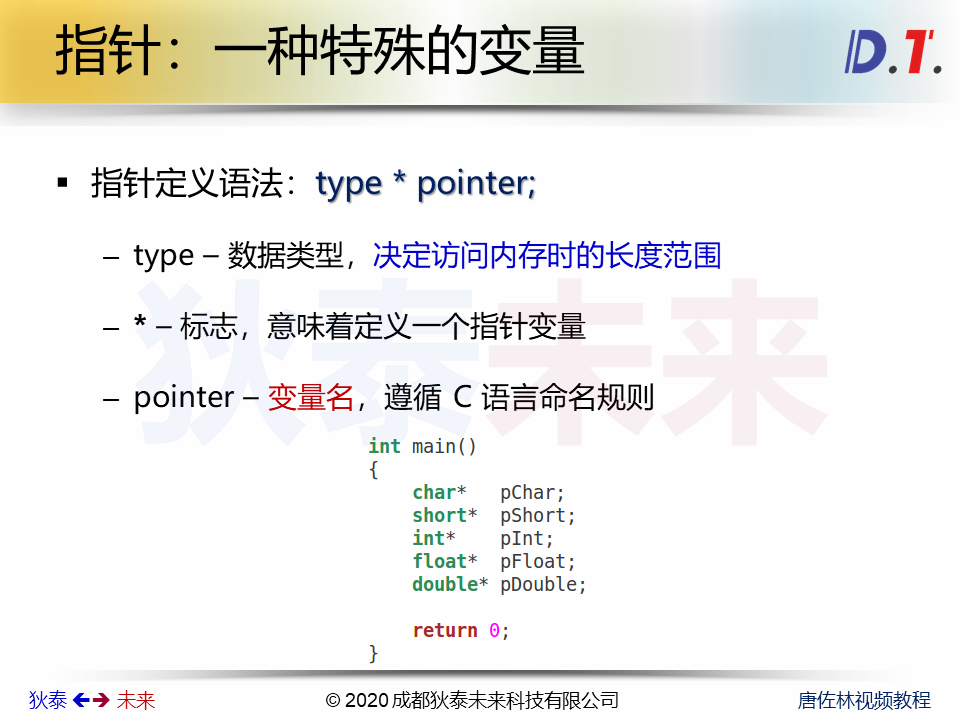 指针：一种特殊的变量
D.T.
▪ 指针定义语法：type * pointer;
– type – 数据类型，决定访问内存时的长度范围
– * – 标志，意味着定义一个指针变量
– pointer – 变量名，遵循 C 语言命名规则
狄泰未来
int main()
{
    char*   pChar;
    short*  pShort;
    int*    pInt;
    float*  pFloat;
    double* pDouble;

    return 0;
}
狄泰 ←→ 未来
© 2020 成都狄泰未来科技有限公司
唐佐林视频教程